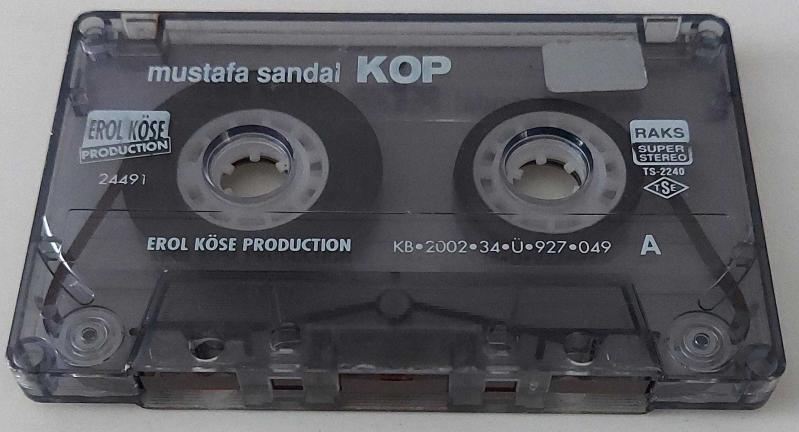 mustafa sandal KOP
EROL KÖSE
PRODUCTION
24491
RAKS
SUPER
STEREO
TS-2240
TSE
EROL KÖSE PRODUCTION
KB•2002•34•Ü•927•049
A